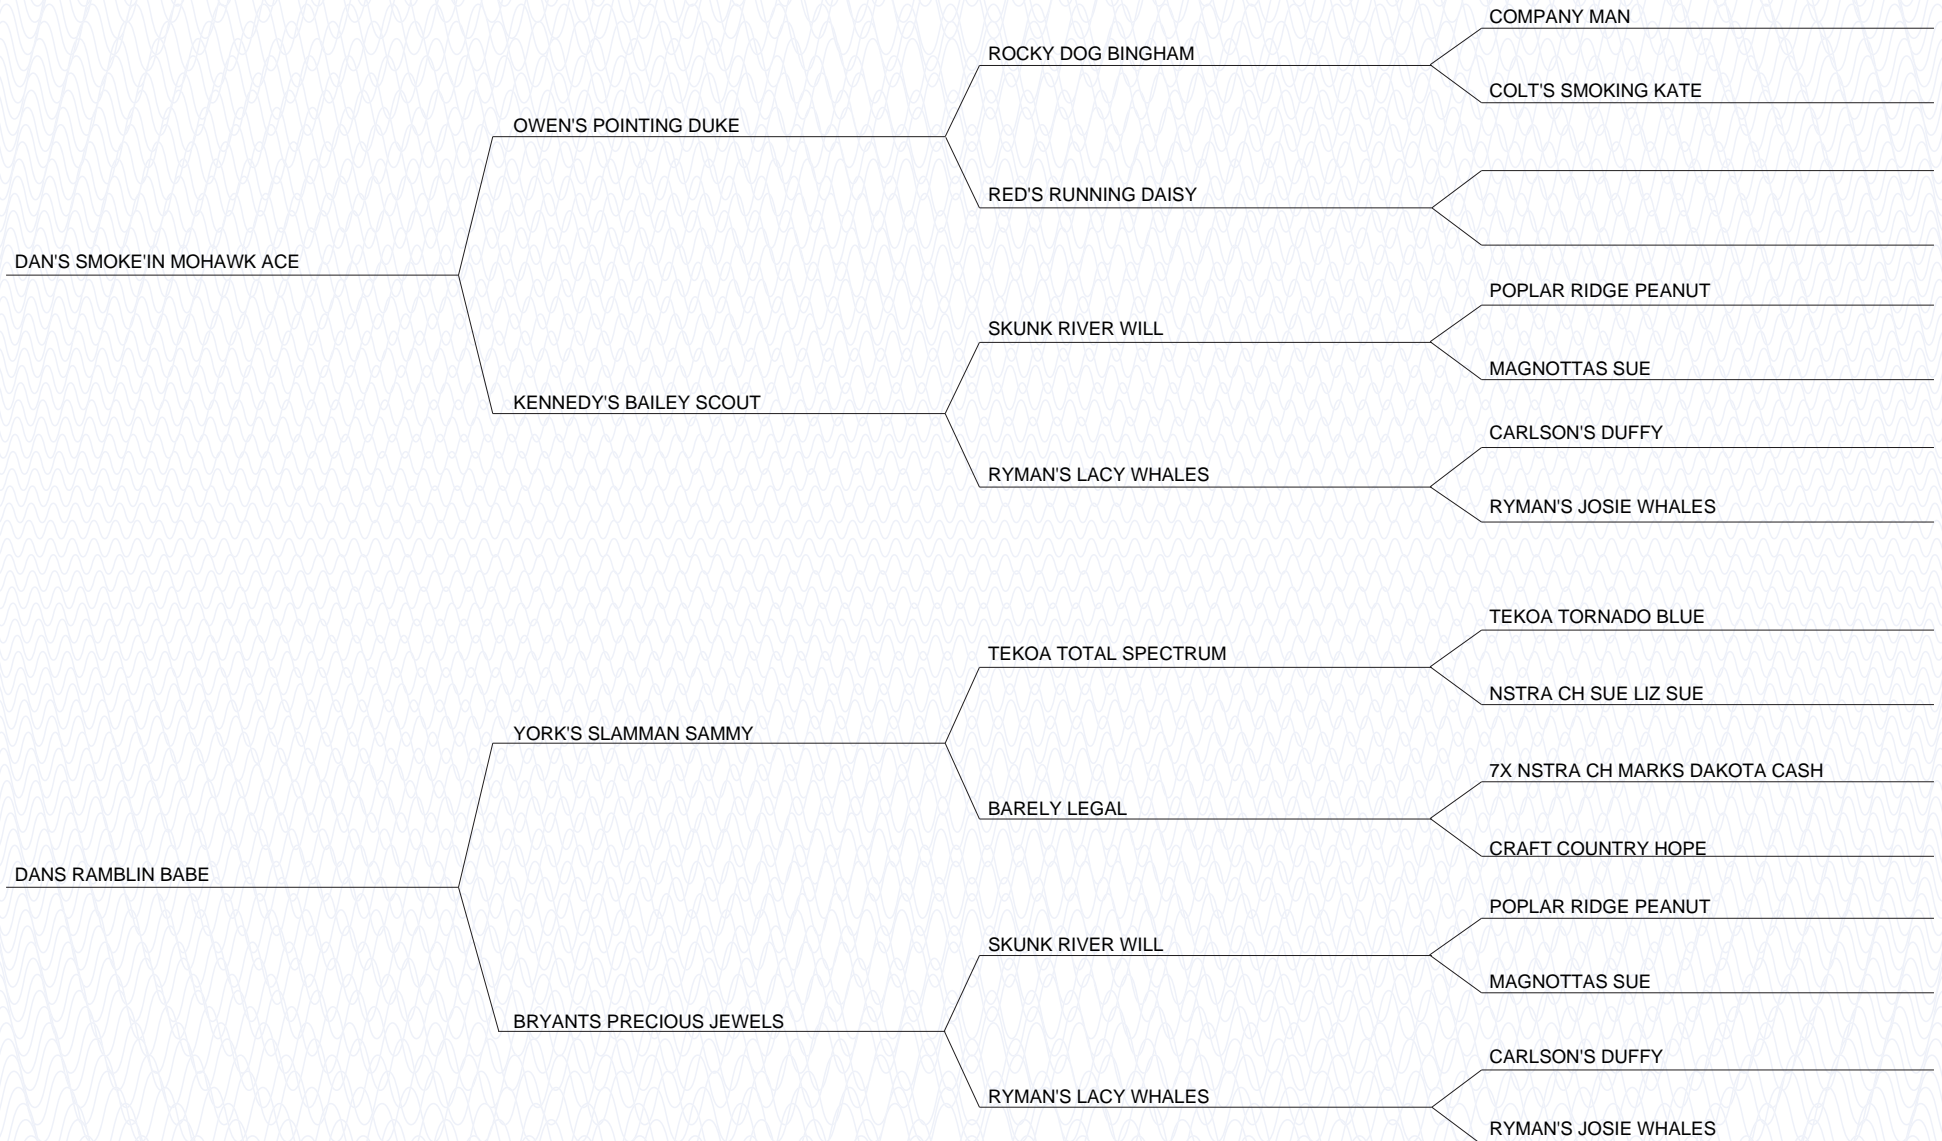 COMPANY MAN
ROCKY DOG BINGHAM
COLT'S SMOKING KATE
OWEN'S POINTING DUKE
RED'S RUNNING DAISY
DAN'S SMOKE'IN MOHAWK ACE
POPLAR RIDGE PEANUT
SKUNK RIVER WILL
MAGNOTTAS SUE
KENNEDY'S BAILEY SCOUT
CARLSON'S DUFFY
RYMAN'S LACY WHALES
RYMAN'S JOSIE WHALES
TEKOA TORNADO BLUE
TEKOA TOTAL SPECTRUM
NSTRA CH SUE LIZ SUE
YORK'S SLAMMAN SAMMY
7X NSTRA CH MARKS DAKOTA CASH
BARELY LEGAL
CRAFT COUNTRY HOPE
DANS RAMBLIN BABE
POPLAR RIDGE PEANUT
SKUNK RIVER WILL
MAGNOTTAS SUE
BRYANTS PRECIOUS JEWELS
CARLSON'S DUFFY
RYMAN'S LACY WHALES
RYMAN'S JOSIE WHALES